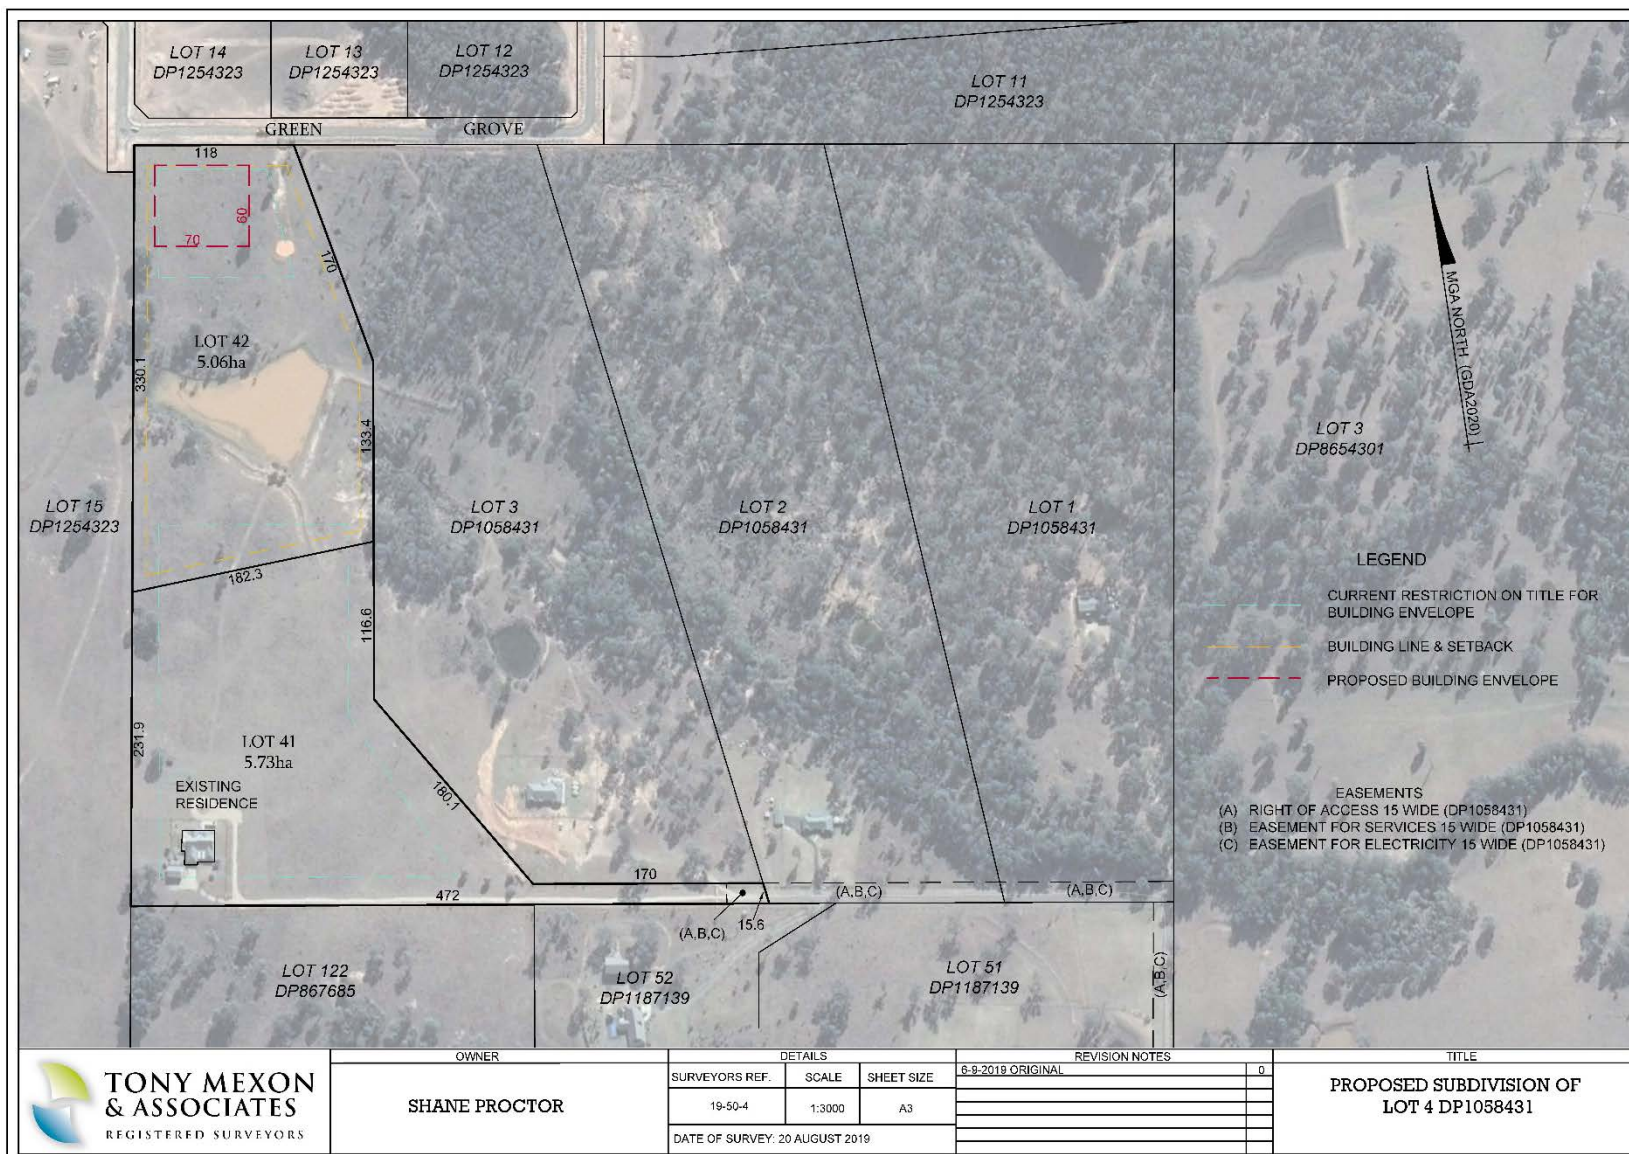 LOT 14
DP1254323
LOT 13
DP1254323
LOT 12
DP1254323
LOT 11
DP1254323
GREEN GROVE
118
60
70
170
MGA NORTH (GDA2020)
LOT 42
5.06ha
330.1
133.4
LOT 3
DP8654301
LOT 15
DP1254323
LOT 3
DP1058431
LOT 2
DP1058431
LOT 1
DP1058431
182.3
116.6
LEGEND
CURRENT RESTRICTION ON TITLE FOR
BUILDING ENVELOPE
BUILDING LINE & SETBACK
PROPOSED BUILDING ENVELOPE
231.9
LOT 41
5.73ha
EXISTING
RESIDENCE
180.1
EASEMENTS
(A) RIGHT OF ACCESS 15 WIDE (DP1058431)
(B) EASEMENT FOR SERVICES 15 WIDE (DP1058431)
(C) EASEMENT FOR ELECTRICITY 15 WIDE (DP1058431)
170
472
(A,B,C)
(A,B,C)
(A,B,C)
15.6
(A,B,C)
LOT 122
DP867685
LOT 52
DP1187139
LOT 51
DP1187139
TONY MEXON
& ASSOCIATES
REGISTERED SURVEYORS
OWNER
SHANE PROCTOR
DETAILS
SURVEYORS REF. SCALE SHEET SIZE
19-50-4 1:3000 A3
DATE OF SURVEY: 20 AUGUST 2019
REVISION NOTES
6-9-2019 ORIGINAL 0
TITLE
PROPOSED SUBDIVISION OF
LOT 4 DP1058431